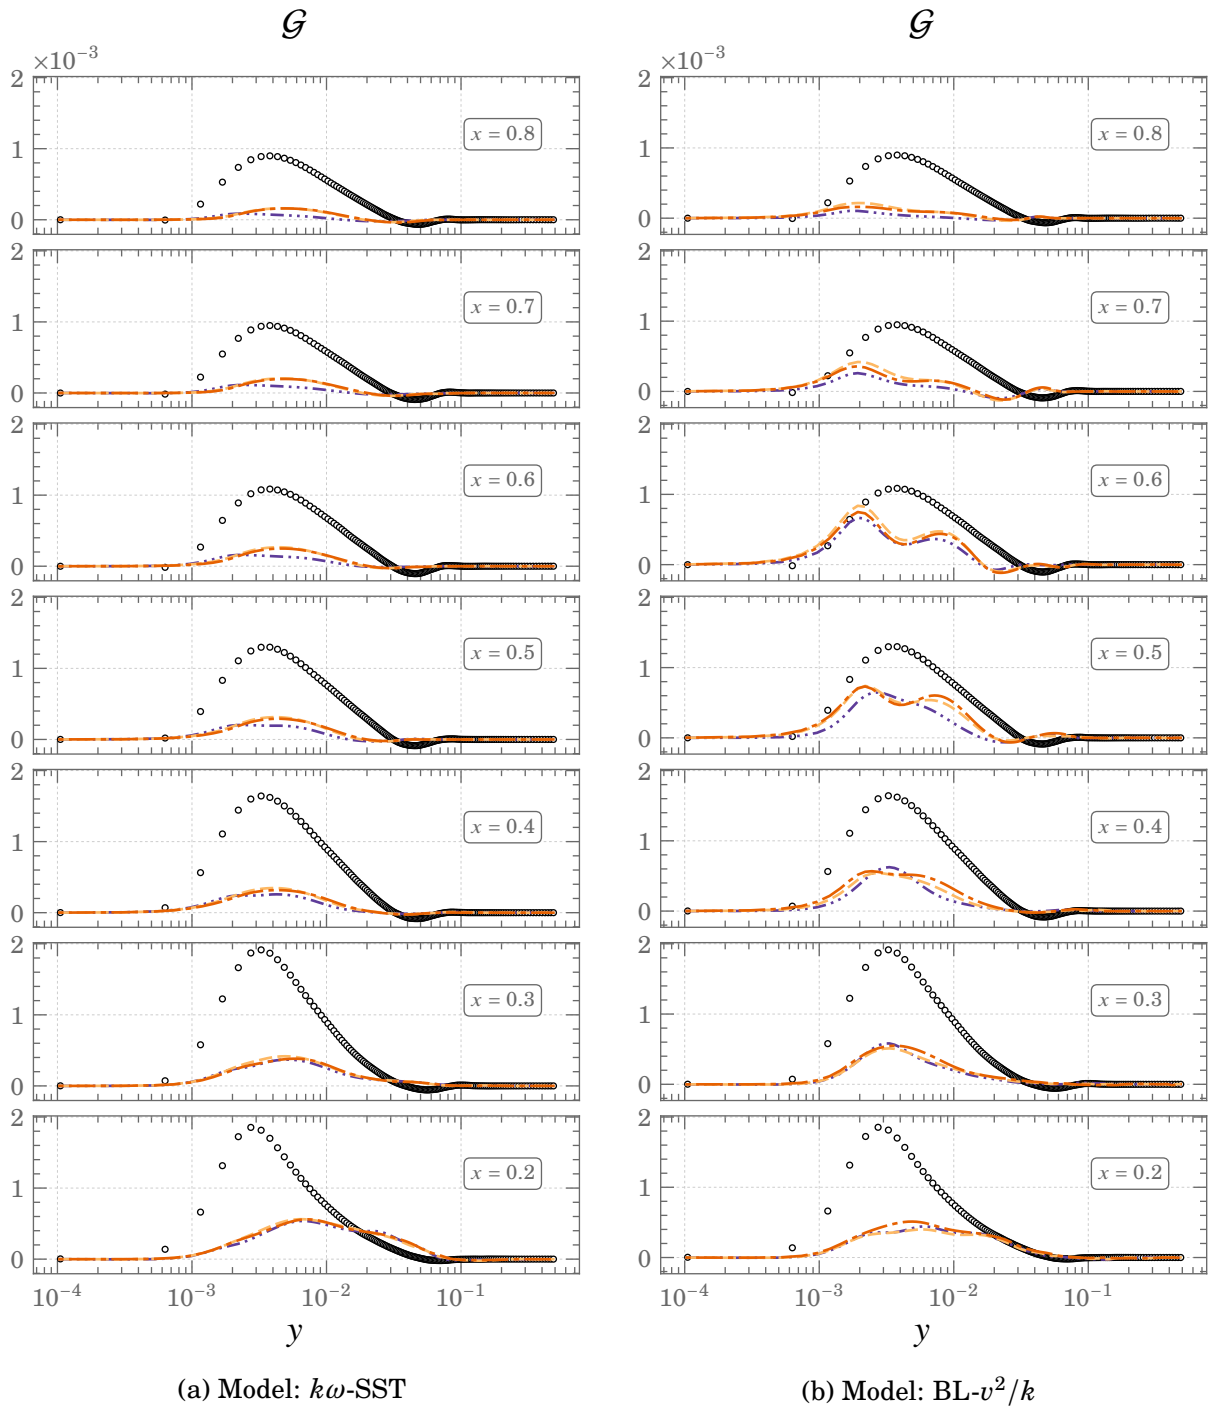 𝒢 𝒢
×10⁻³ ×10⁻³
2 2
x = 0.8 x = 0.8
1 1
0 0
2 2
x = 0.7 x = 0.7
1 1
0 0
2 2
x = 0.6 x = 0.6
1 1
0 0
2 2
x = 0.5 x = 0.5
1 1
0 0
2 2
x = 0.4 x = 0.4
1 1
0 0
2 2
x = 0.3 x = 0.3
1 1
0 0
2 2
x = 0.2 x = 0.2
1 1
0 0
10⁻⁴ 10⁻³ 10⁻² 10⁻¹ 10⁻⁴ 10⁻³ 10⁻² 10⁻¹
y y
(a) Model: kω-SST (b) Model: BL-v²/k